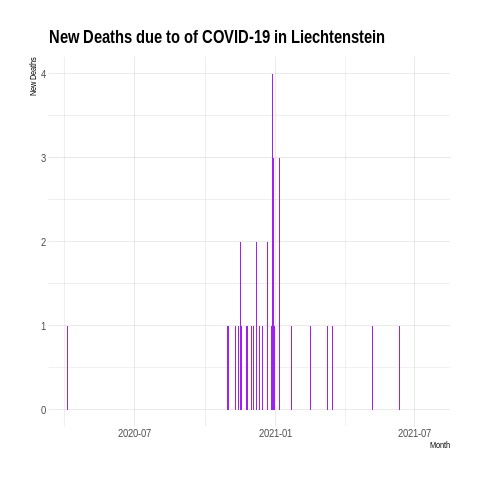 New Deaths due to of COVID-19 in Liechtenstein
New Deaths
4
3
2
1
0
2020-07
2021-01
2021-07
Month